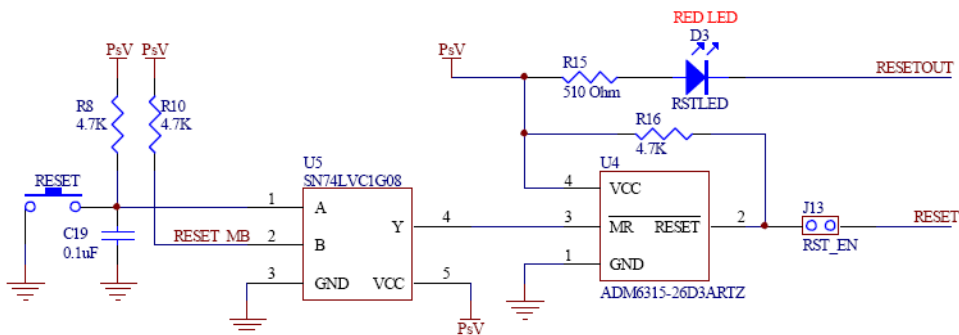 RED LED
D3
PsV PsV PsV
R15
510 Ohm
RSTLED
RESETOUT
R8
4.7K
R10
4.7K
R16
4.7K
U5
SN74LVC1G08
U4
RESET
1 A
4 VCC
J13
C19
0.1uF
RESET_MB
2 B
Y 4
3 MR RESET 2
RESET
RST_EN
3 GND VCC 5
1 GND
ADM6315-26D3ARTZ
PsV